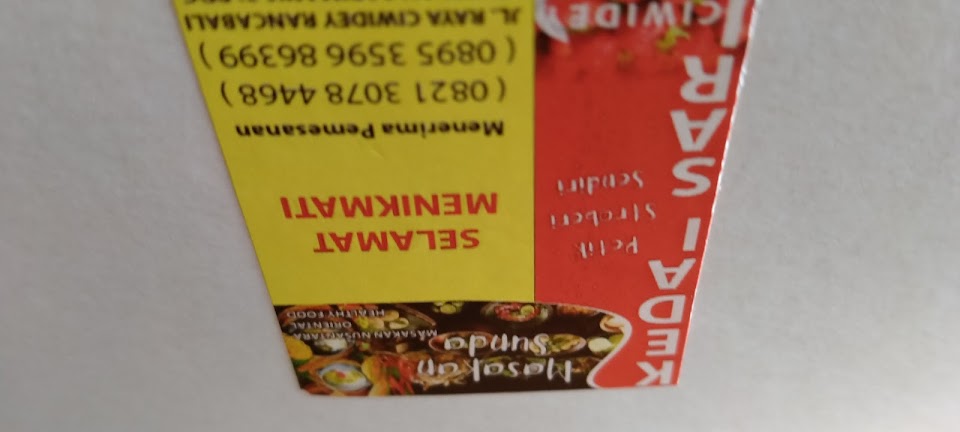 KEDAI SARI
CIWIDEY
Masakan
Sunda
MASAKAN NUSANTARA
ORIENTAL
HEALTHY FOOD
Petik
Stroberi
Sendiri
SELAMAT
MENIKMATI
Menerima Pemesanan
( 0821 3078 4468 )
( 0895 3596 86399 )
JL. RAYA CIWIDEY RANCABALI